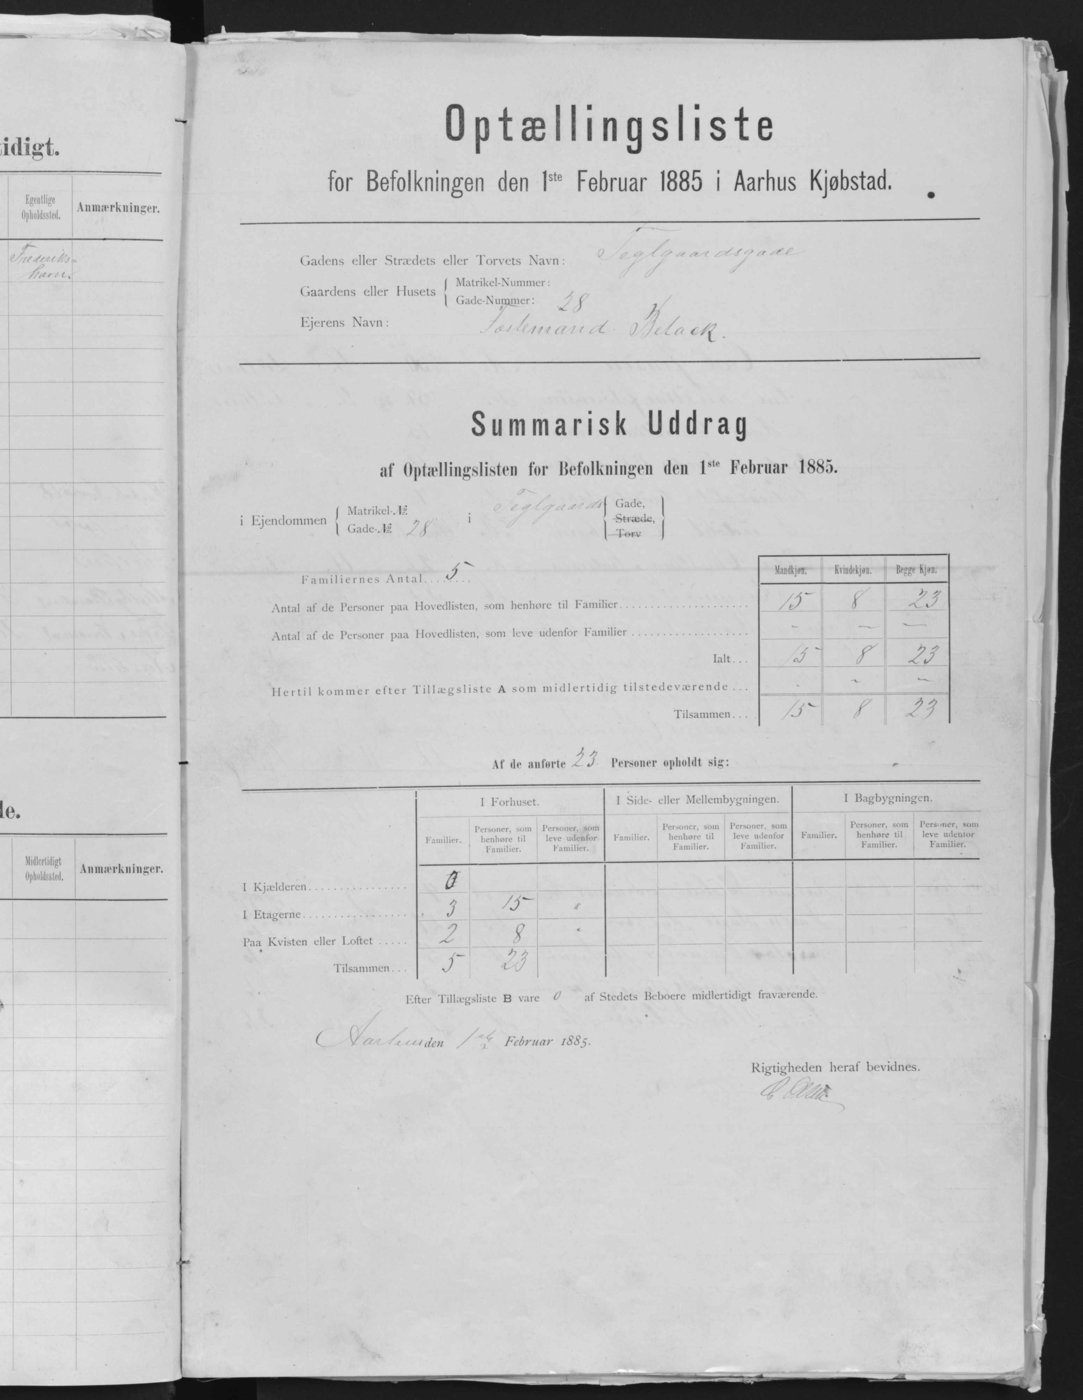 tidigt.
Egentlige
Opholdssted.
Anmærkninger.
Frederiks-
havn.
de.
Midlertidigt
Opholdssted.
Anmærkninger.
Optællingsliste
for Befolkningen den 1ste Februar 1885 i Aarhus Kjøbstad.
Gadens eller Strædets eller Torvets Navn: Teglgaardsgade
Gaardens eller Husets { Matrikel-Nummer:
Gade-Nummer: 28
Ejerens Navn:
Summarisk Uddrag
af Optællingslisten for Befolkningen den 1ste Februar 1885.
i Ejendommen { Matrikel-№
Gade-№ 28
i Teglgaards { Gade,
Stræde,
Torv }
Familiernes Antal 5
Mandkjøn. Kvindekjøn. Begge Kjøn.
Antal af de Personer paa Hovedlisten, som henhøre til Familier 15 8 23
Antal af de Personer paa Hovedlisten, som leve udenfor Familier - - -
Ialt 15 8 23
Hertil kommer efter Tillægsliste A som midlertidig tilstedeværende
Tilsammen 15 8 23
Af de anførte 23 Personer opholdt sig:
I Forhuset. I Side- eller Mellembygningen. I Bagbygningen.
Familier. Personer, som henhøre til Familier. Personer, som leve udenfor Familier. Familier. Personer, som henhøre til Familier. Personer, som leve udenfor Familier. Familier. Personer, som henhøre til Familier. Personer, som leve udenfor Familier.
I Kjælderen 0
I Etagerne 3 15 "
Paa Kvisten eller Loftet 2 8 "
Tilsammen 5 23
Efter Tillægsliste B vare 0 af Stedets Beboere midlertidigt fraværende.
Aarhus den 1ste Februar 1885.
Rigtigheden heraf bevidnes.